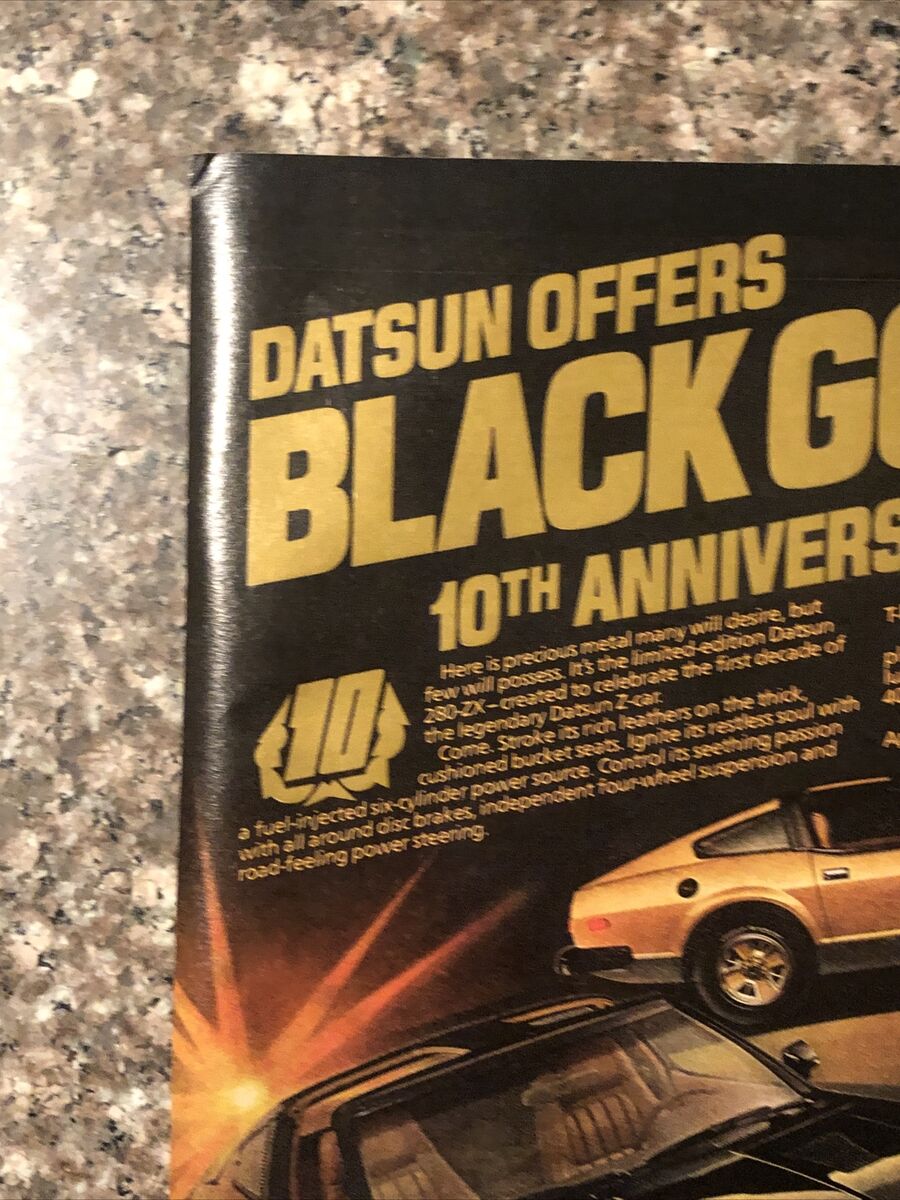 DATSUN OFFERS
BLACK GO
10TH ANNIVERS
Here is precious metal many will desire, but
few will possess. It's the limited-edition Datsun
280-ZX–created to celebrate the first decade of
the legendary Datsun Z-car.
Come. Stroke its rich leathers on the thick,
cushioned bucket seats. Ignite its restless soul with
a fuel-injected six-cylinder power source. Control its seething passion
with all around disc brakes, independent four-wheel suspension and
road-feeling power steering.
10